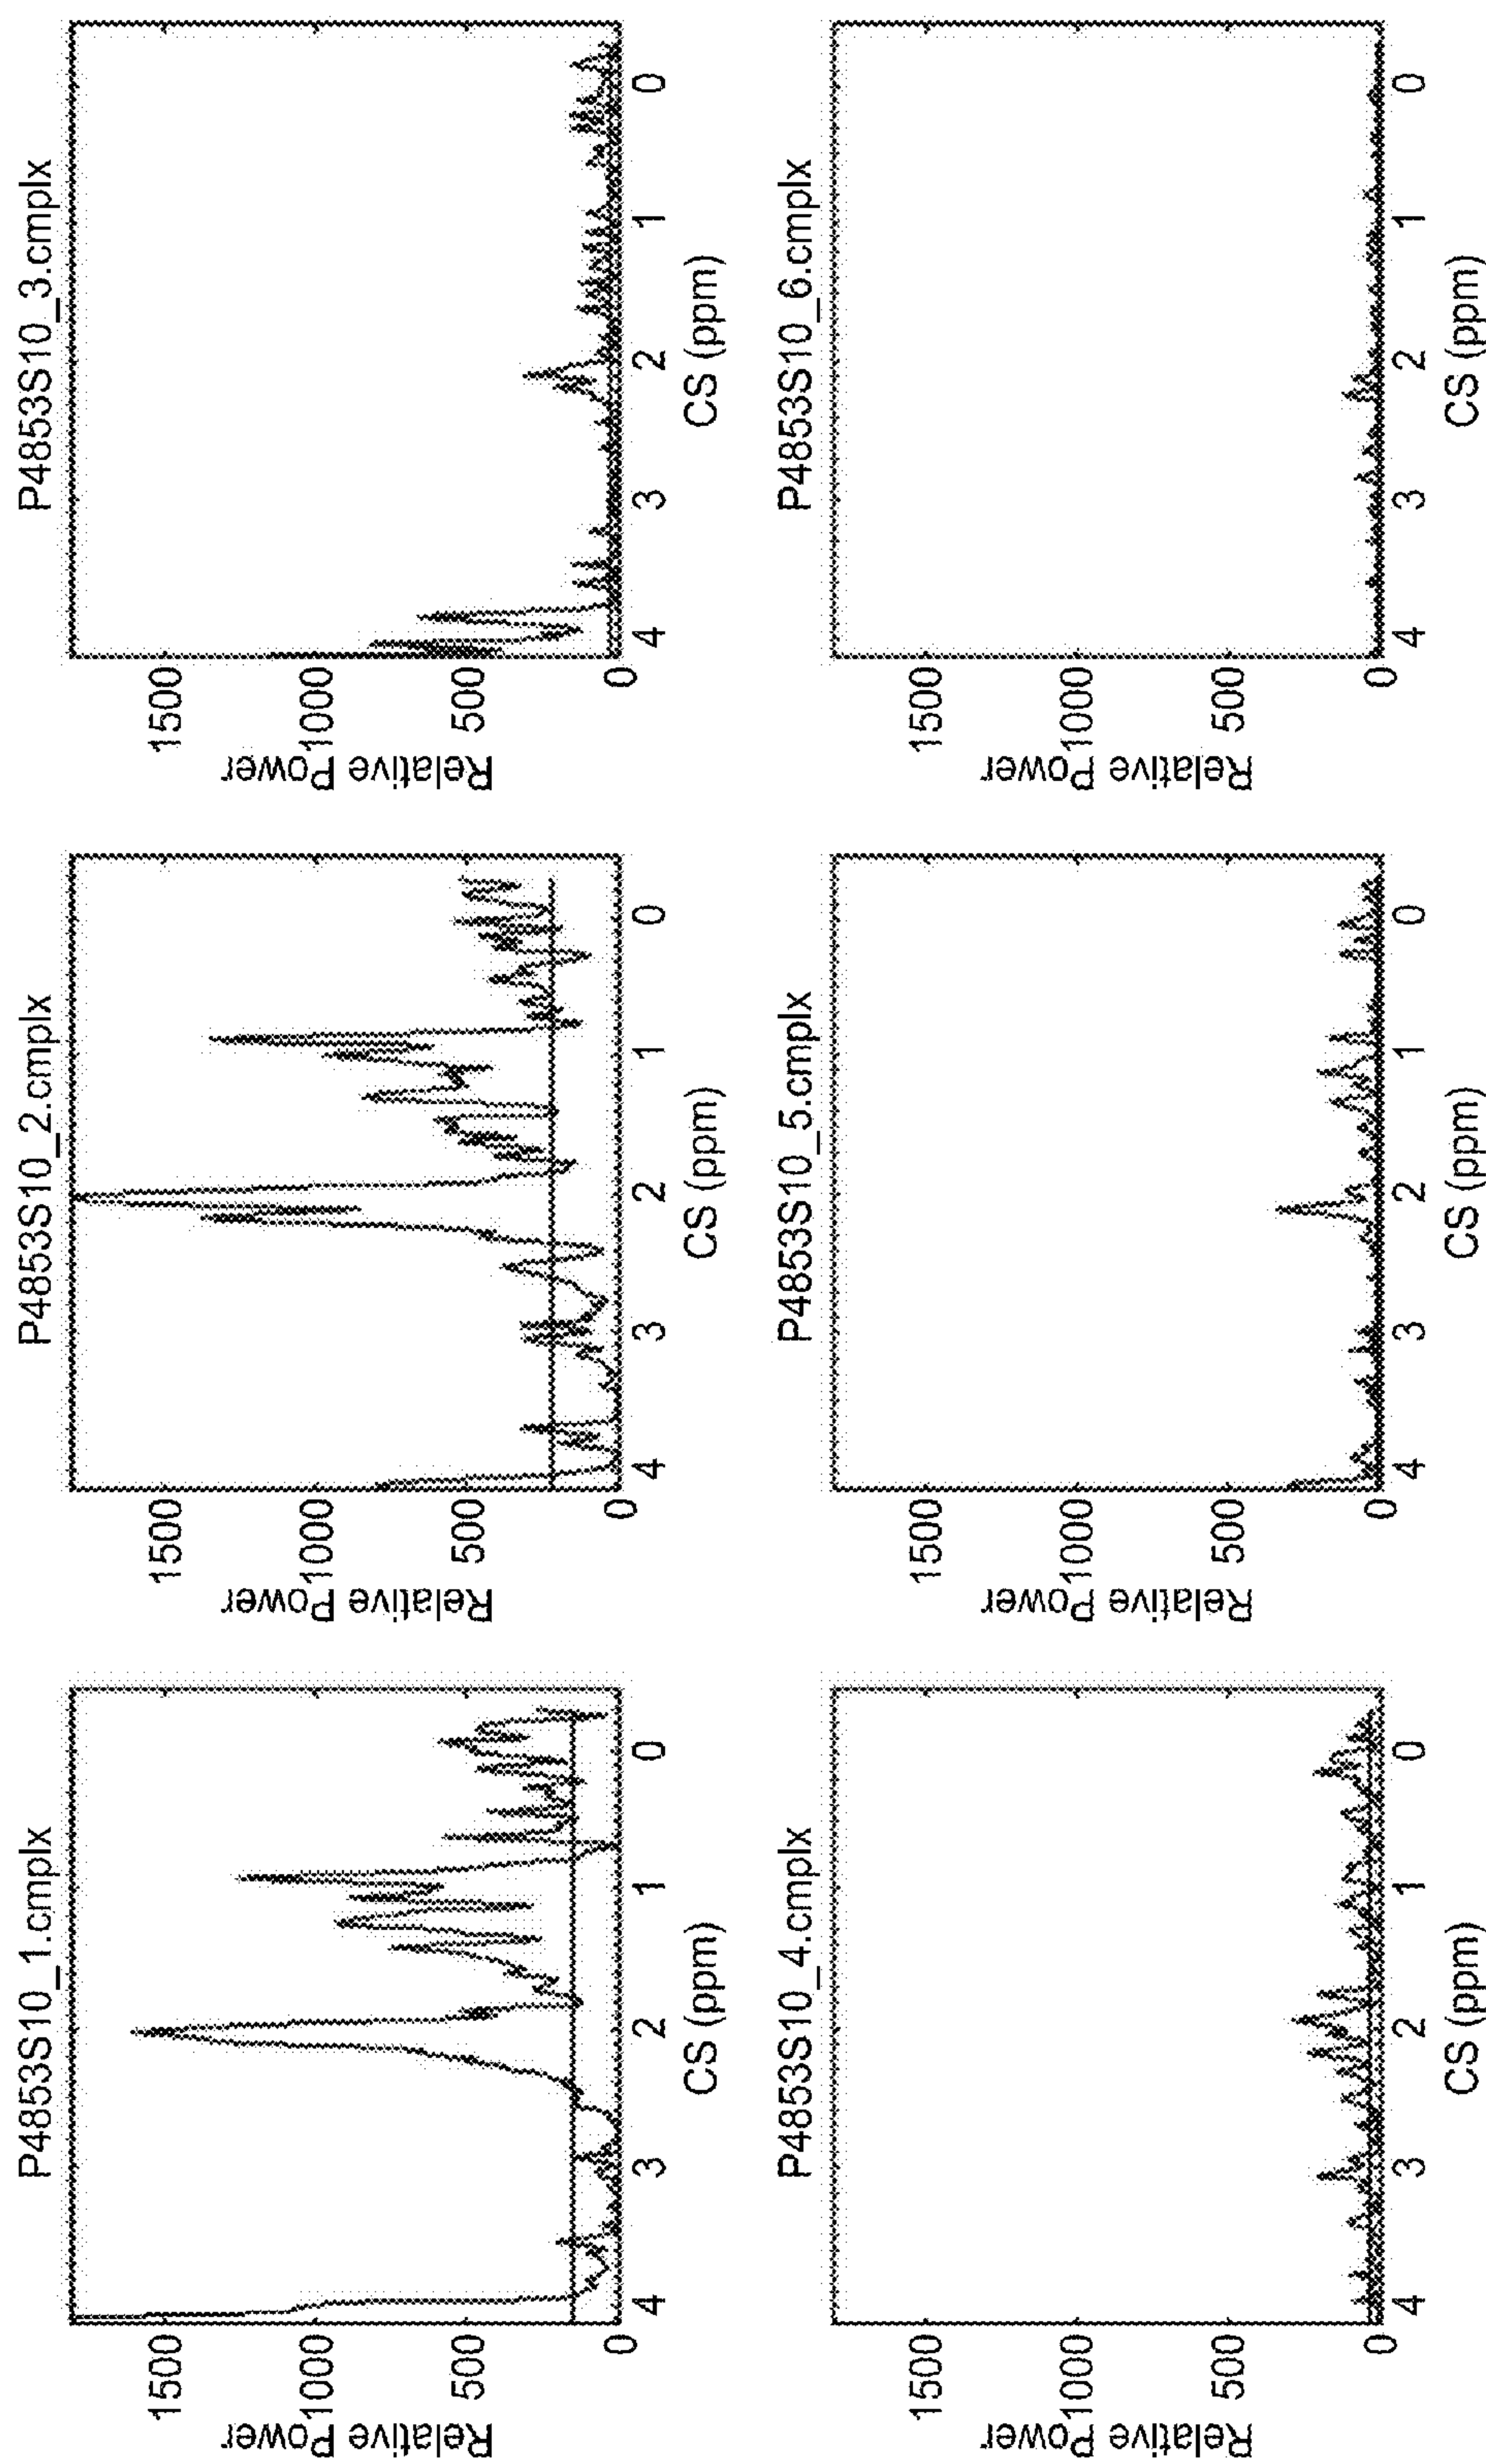 P4853S10_1.cmplx
Relative Power
1500
1000
500
0
4 3 2 1 0
CS (ppm)
P4853S10_2.cmplx
Relative Power
1500
1000
500
0
4 3 2 1 0
CS (ppm)
P4853S10_3.cmplx
Relative Power
1500
1000
500
0
4 3 2 1 0
CS (ppm)
P4853S10_4.cmplx
Relative Power
1500
1000
500
0
4 3 2 1 0
CS (ppm)
P4853S10_5.cmplx
Relative Power
1500
1000
500
0
4 3 2 1 0
CS (ppm)
P4853S10_6.cmplx
Relative Power
1500
1000
500
0
4 3 2 1 0
CS (ppm)